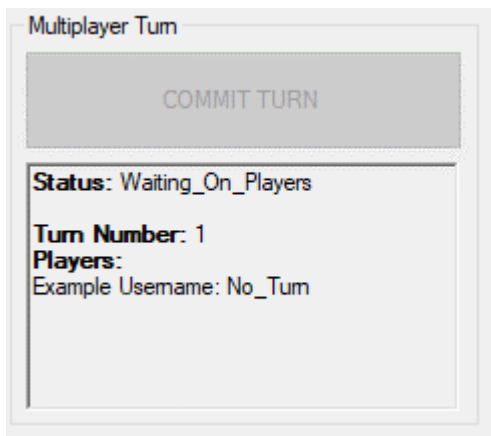 Multiplayer Turn
COMMIT TURN
Status: Waiting_On_Players
Turn Number: 1
Players:
Example Username: No_Turn